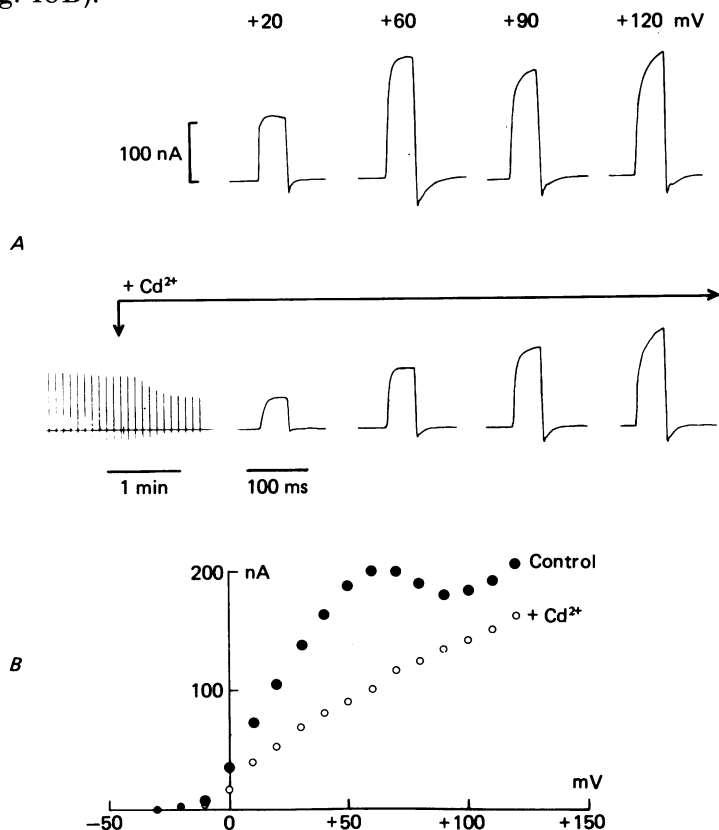 g. 10B).
+20 +60 +90 +120 mV
100 nA
A
+ Cd²⁺
1 min 100 ms
200 nA
Control
+ Cd²⁺
B
100
mV
−50 0 +50 +100 +150